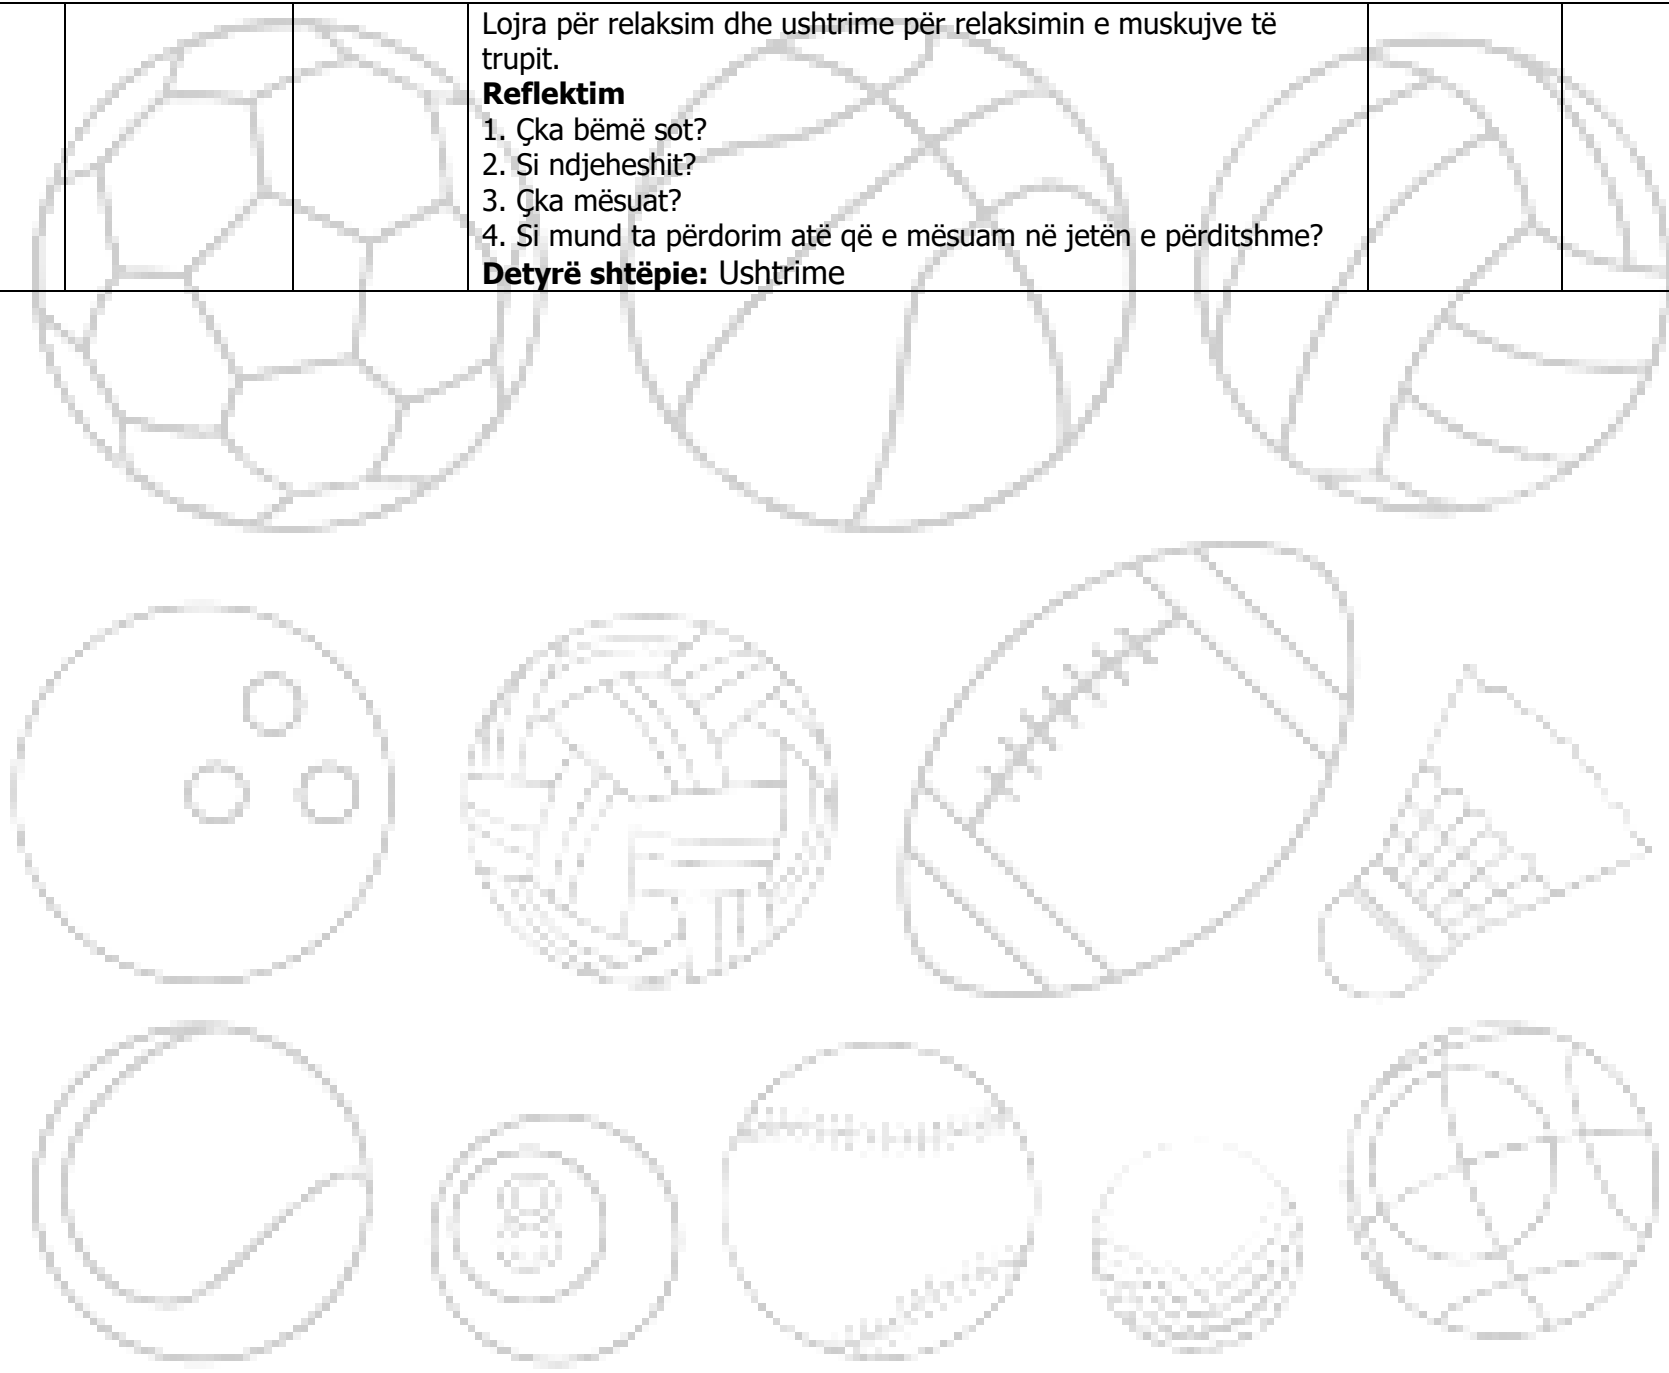 Lojra për relaksim dhe ushtrime për relaksimin e muskujve të
trupit.
Reflektim
1. Çka bëmë sot?
2. Si ndjeheshit?
3. Çka mësuat?
4. Si mund ta përdorim atë që e mësuam në jetën e përditshme?
Detyrë shtëpie: Ushtrime
8